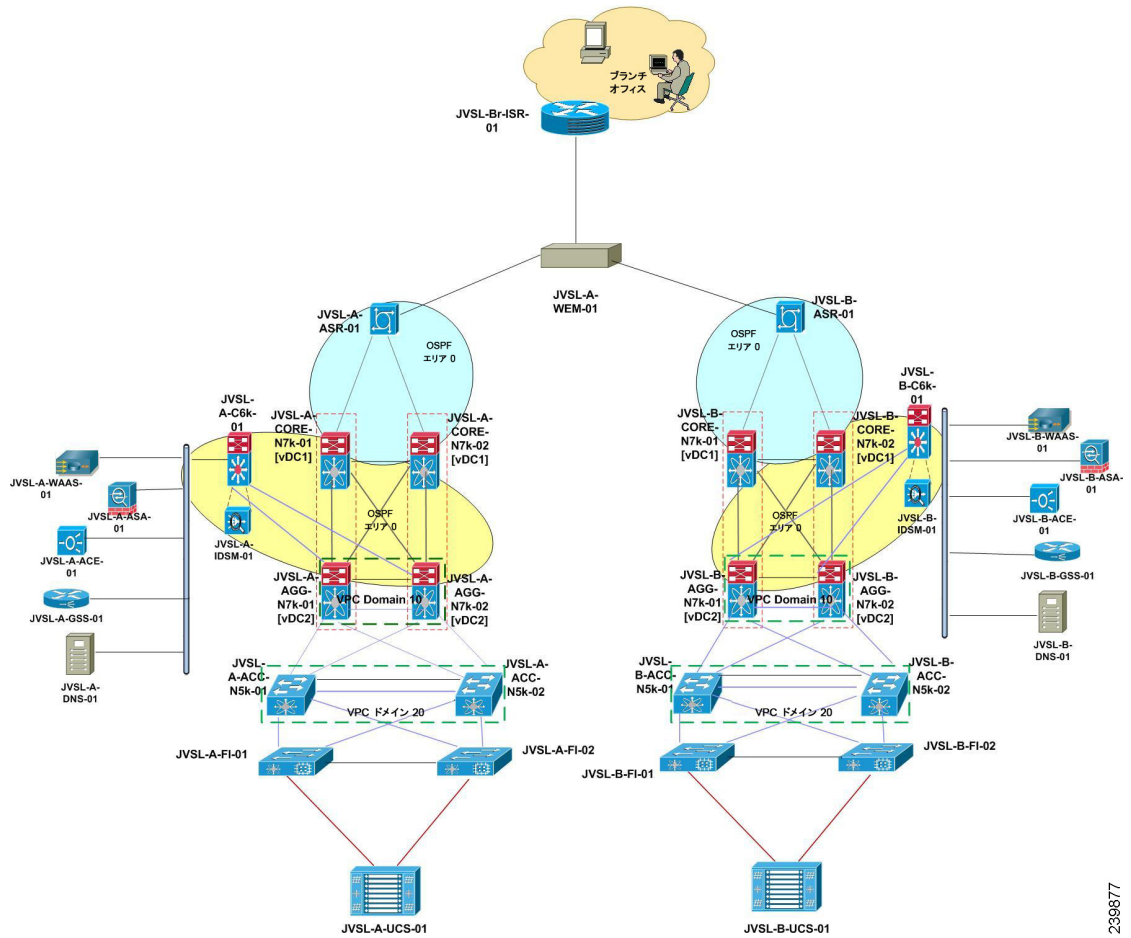 ブランチ
オフィス
JVSL-Br-ISR-
01
JVSL-A-
WEM-01
JVSL-A-
ASR-01
OSPF
エリア 0
JVSL-B-
ASR-01
OSPF
エリア 0
JVSL-
A-C6k-
01
JVSL-A-
CORE-
N7k-01
[vDC1]
JVSL-A-
CORE-
N7k-02
[vDC1]
JVSL-B-
CORE-
N7k-01
[vDC1]
JVSL-B-
CORE-
N7k-02
[vDC1]
JVSL-
B-C6k-
01
JVSL-A-WAAS-
01
JVSL-A-ASA-
01
JVSL-A-ACE-
01
JVSL-A-GSS-01
JVSL-A-
DNS-01
JVSL-A-
IDSM-01
OSPF
エリア 0
OSPF
エリア 0
JVSL-B-
IDSM-01
JVSL-B-WAAS-
01
JVSL-B-ASA-
01
JVSL-B-ACE-
01
JVSL-B-GSS-01
JVSL-B-
DNS-01
JVSL-A-
AGG-
N7k-01
[vDC2]
VPC Domain 10
JVSL-A-
AGG-
N7k-02
[vDC2]
JVSL-B-
AGG-
N7k-01
[vDC2]
VPC Domain 10
JVSL-B-
AGG-
N7k-02
[vDC2]
JVSL-
A-ACC-
N5k-01
JVSL-A-
ACC-
N5k-02
VPC ドメイン 20
JVSL-
B-ACC-
N5k-01
JVSL-B-
ACC-
N5k-02
VPC ドメイン 20
JVSL-A-FI-01
JVSL-A-FI-02
JVSL-B-FI-01
JVSL-B-FI-02
JVSL-A-UCS-01
JVSL-B-UCS-01
239877